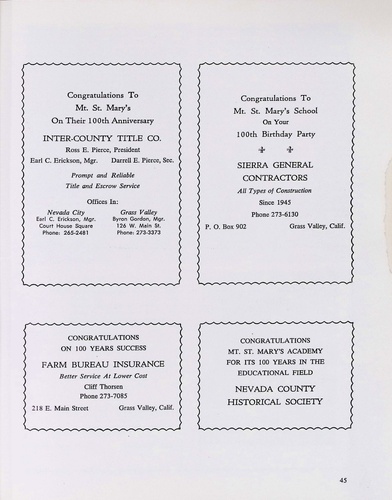 Congratulations To
Mt. St. Mary's
On Their 100th Anniversary
INTER-COUNTY TITLE CO.
Ross E. Pierce, President
Earl C. Erickson, Mgr. Darrell E. Pierce, Sec.
Prompt and Reliable
Title and Escrow Service
Offices In:
Nevada City Grass Valley
Earl C. Erickson, Mgr. Byron Gordon, Mgr.
Court House Square 126 W. Main St.
Phone: 265-2481 Phone: 273-3373
Congratulations To
Mt. St. Mary's School
On Your
100th Birthday Party
SIERRA GENERAL
CONTRACTORS
All Types of Construction
Since 1945
Phone 273-6130
P. O. Box 902 Grass Valley, Calif.
CONGRATULATIONS
ON 100 YEARS SUCCESS
FARM BUREAU INSURANCE
Better Service At Lower Cost
Cliff Thorsen
Phone 273-7085
218 E. Main Street Grass Valley, Calif.
CONGRATULATIONS
MT. ST. MARY'S ACADEMY
FOR ITS 100 YEARS IN THE
EDUCATIONAL FIELD
NEVADA COUNTY
HISTORICAL SOCIETY
45